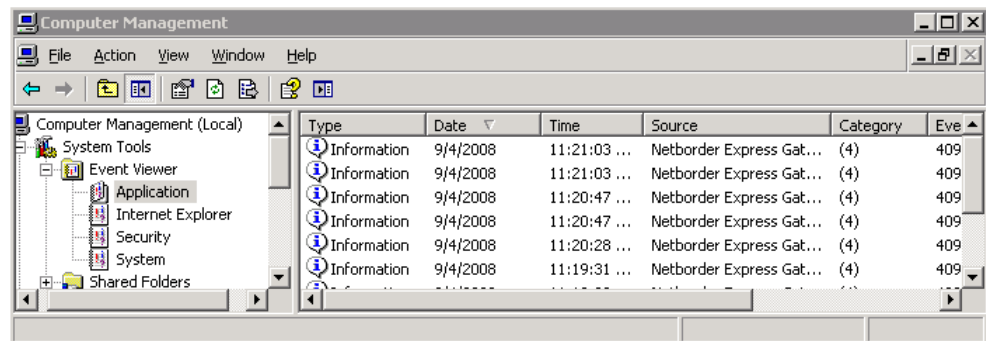 Computer Management
File Action View Window Help
Computer Management (Local)
System Tools
Event Viewer
Application
Internet Explorer
Security
System
Shared Folders
Type Date Time Source Category Eve
Information 9/4/2008 11:21:03 ... Netborder Express Gat... (4) 409
Information 9/4/2008 11:21:03 ... Netborder Express Gat... (4) 409
Information 9/4/2008 11:20:47 ... Netborder Express Gat... (4) 409
Information 9/4/2008 11:20:47 ... Netborder Express Gat... (4) 409
Information 9/4/2008 11:20:28 ... Netborder Express Gat... (4) 409
Information 9/4/2008 11:19:31 ... Netborder Express Gat... (4) 409